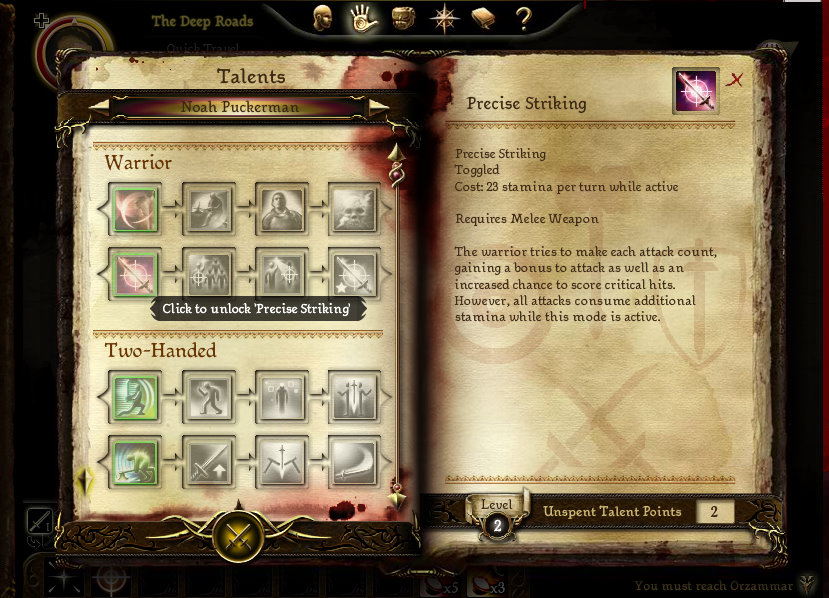 The Deep Roads
?
Quick Travel
Talents
Noah Puckerman
Warrior
Click to unlock 'Precise Striking'
Two-Handed
Precise Striking
Precise Striking
Toggled
Cost: 23 stamina per turn while active
Requires Melee Weapon
The warrior tries to make each attack count,
gaining a bonus to attack as well as an
increased chance to score critical hits.
However, all attacks consume additional
stamina while this mode is active.
Level
2
Unspent Talent Points 2
x5 x3
You must reach Orzammar